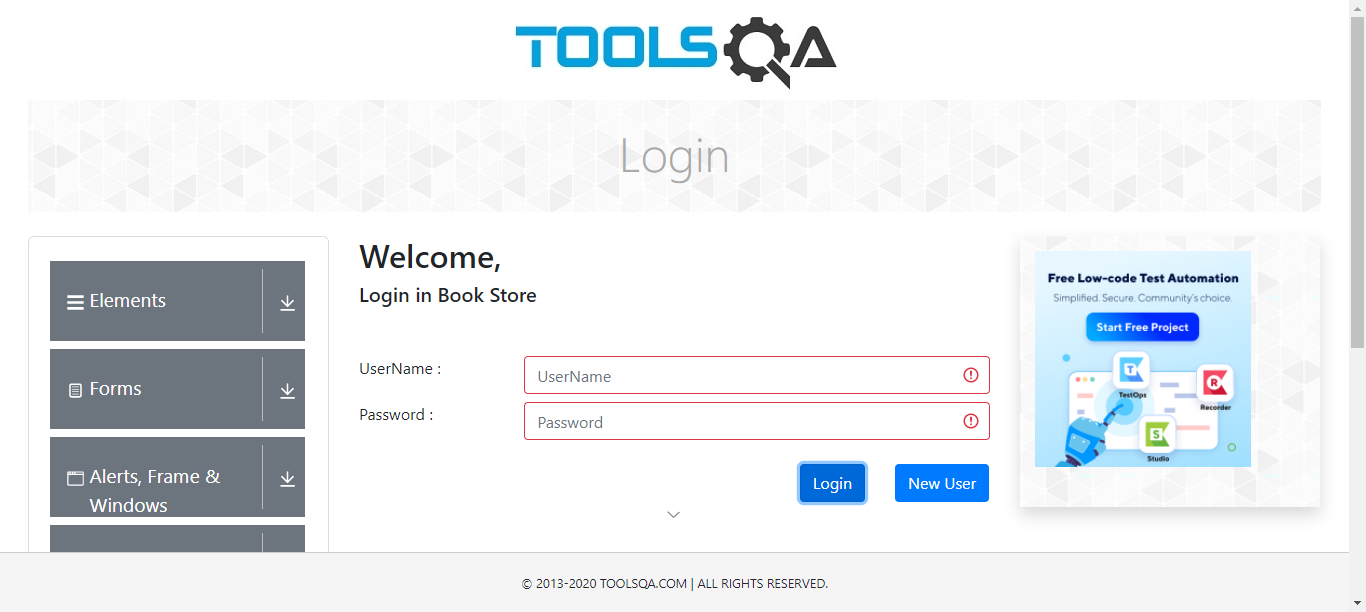 TOOLSQA
Login
Elements
Forms
Alerts, Frame &
Windows
Welcome,
Login in Book Store
UserName :
UserName
Password :
Password
Login
New User
Free Low-code Test Automation
Simplified. Secure. Community's choice.
Start Free Project
TestOps
Recorder
Studio
© 2013-2020 TOOLSQA.COM | ALL RIGHTS RESERVED.